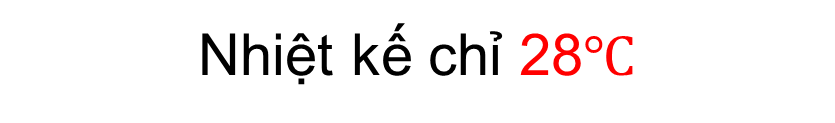 Nhiệt kế chỉ 28℃